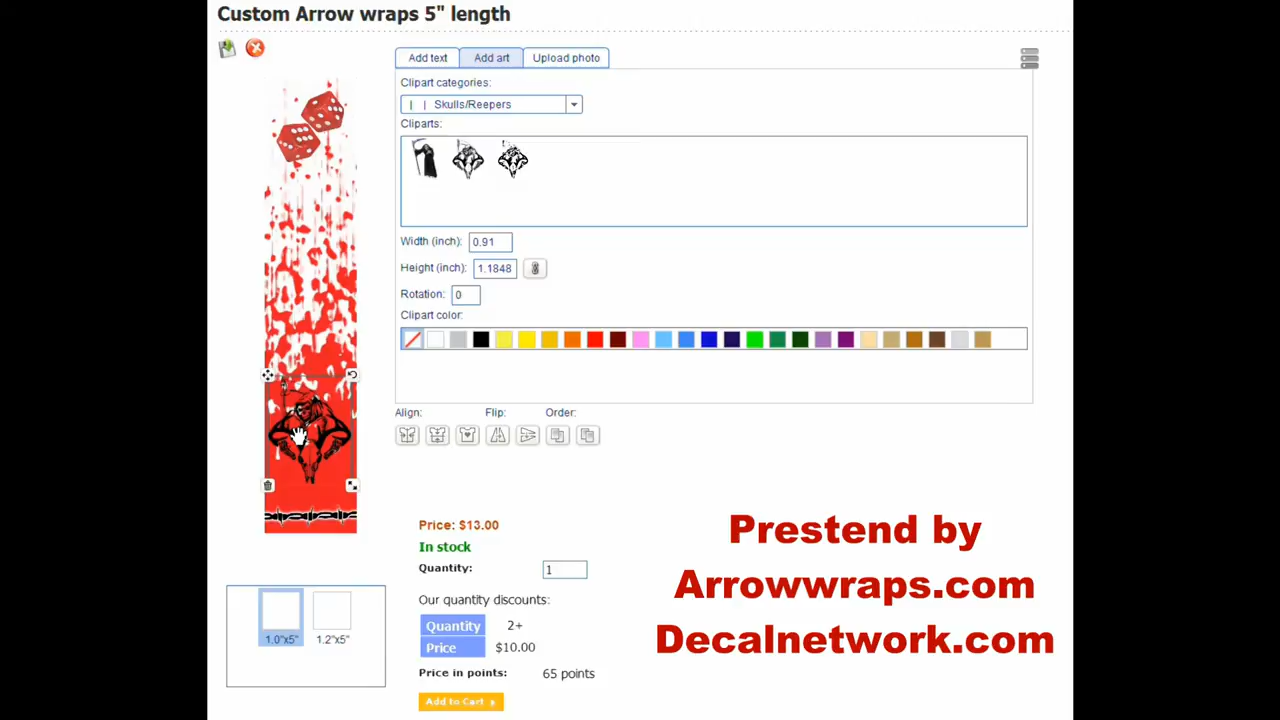 Custom Arrow wraps 5" length
Add text
Add art
Upload photo
Clipart categories:
| | Skulls/Reepers
Cliparts:
Width (inch): 0.91
Height (inch): 1.1848
Rotation: 0
Clipart color:
Align:
Flip:
Order:
Price: $13.00
In stock
Quantity: 1
Our quantity discounts:
Quantity 2+
Price $10.00
Price in points: 65 points
Add to Cart
1.0"x5"
1.2"x5"
Prestend by
Arrowwraps.com
Decalnetwork.com